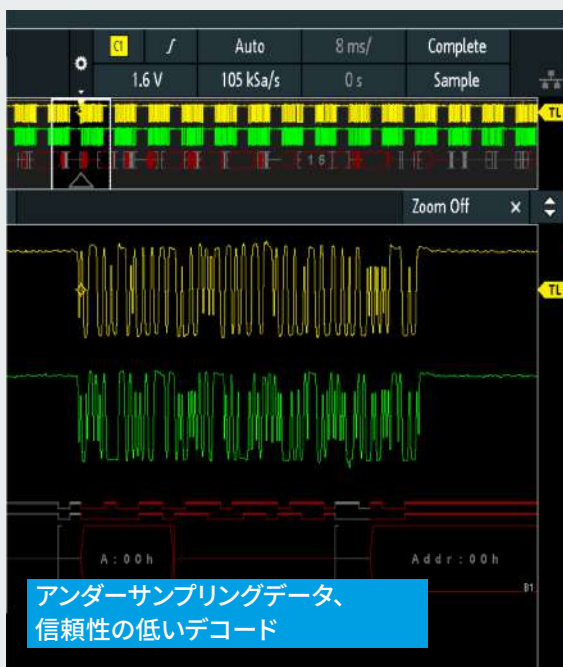 C1 Auto 8 ms/ Complete
1.6 V 105 kSa/s 0 s Sample
TL
16
Zoom Off ×
TL
A:00h Addr:00h
B1
アンダーサンプリングデータ、
信頼性の低いデコード